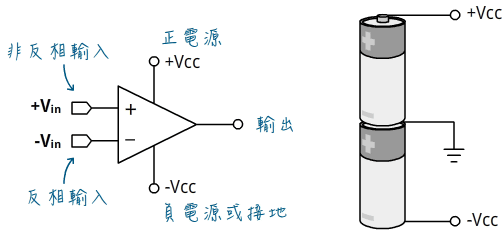 正電源
非反相輸入
+Vcc
+Vcc
+Vin
+
輸出
-Vin
−
反相輸入
-Vcc
負電源或接地
-Vcc